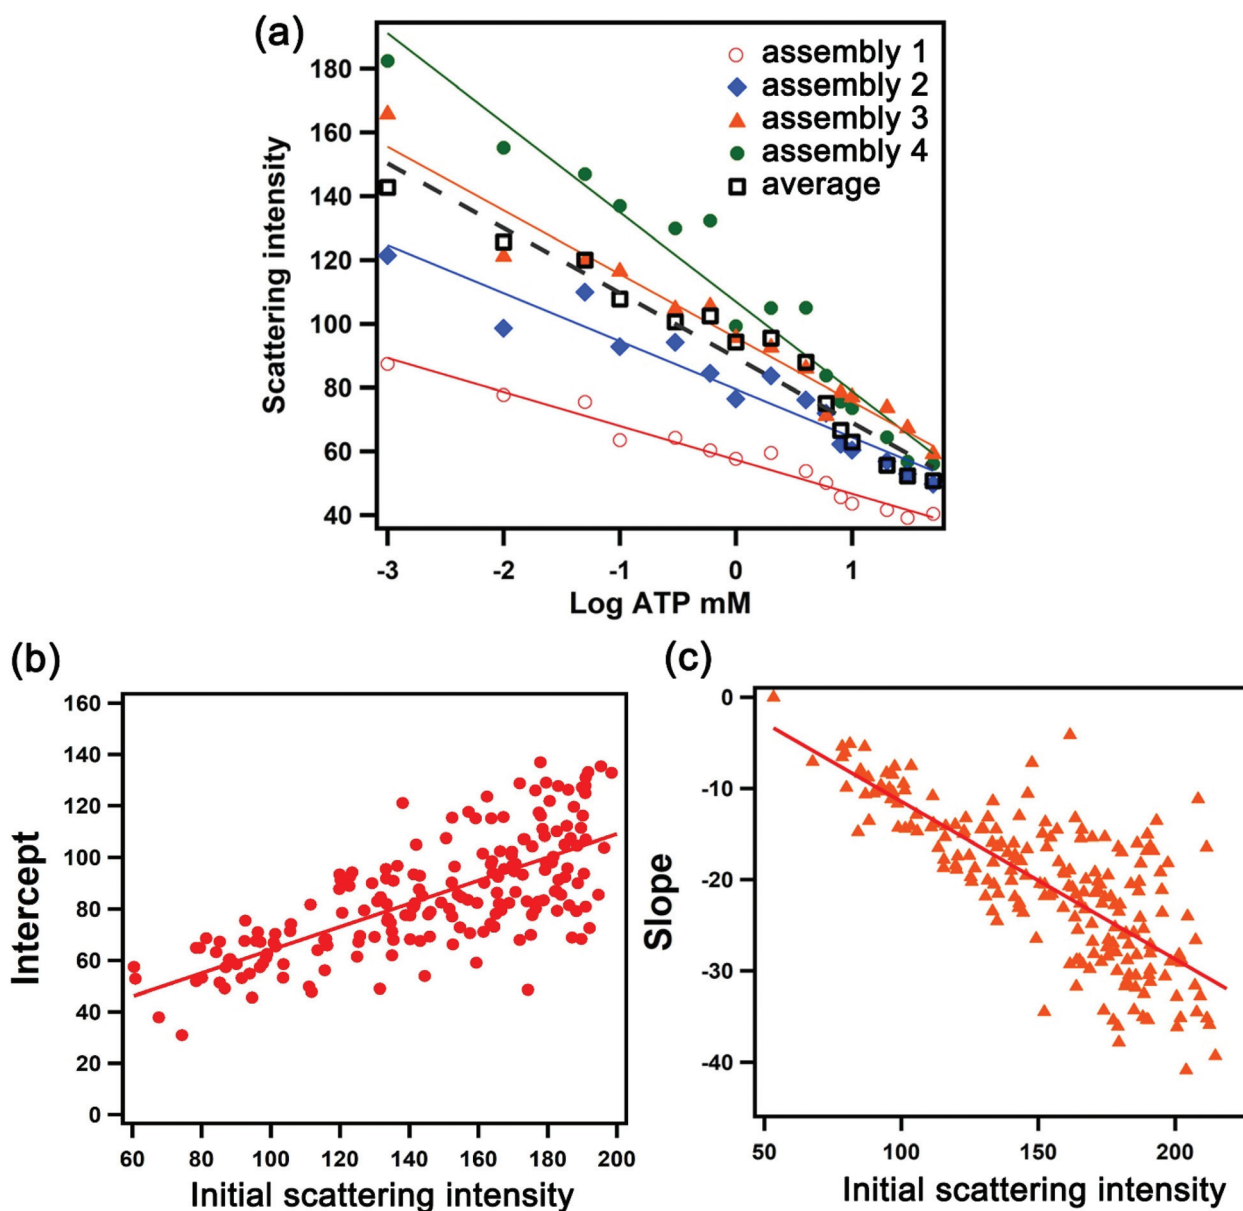 (a)
assembly 1
assembly 2
assembly 3
assembly 4
average
Scattering intensity
180
160
140
120
100
80
60
40
-3 -2 -1 0 1
Log ATP mM
(b)
Intercept
160
140
120
100
80
60
40
20
0
60 80 100 120 140 160 180 200
Initial scattering intensity
(c)
Slope
0
-10
-20
-30
-40
50 100 150 200
Initial scattering intensity